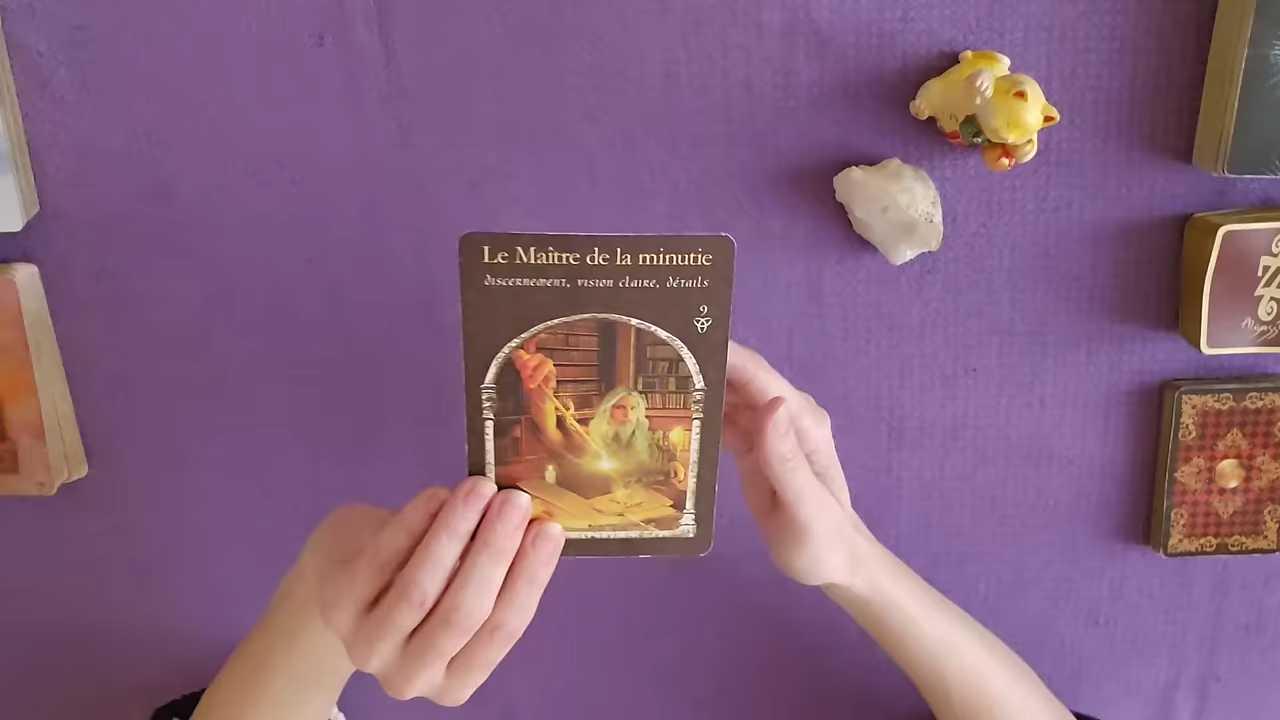 Le Maître de la minutie
discernement, vision claire, détails
9